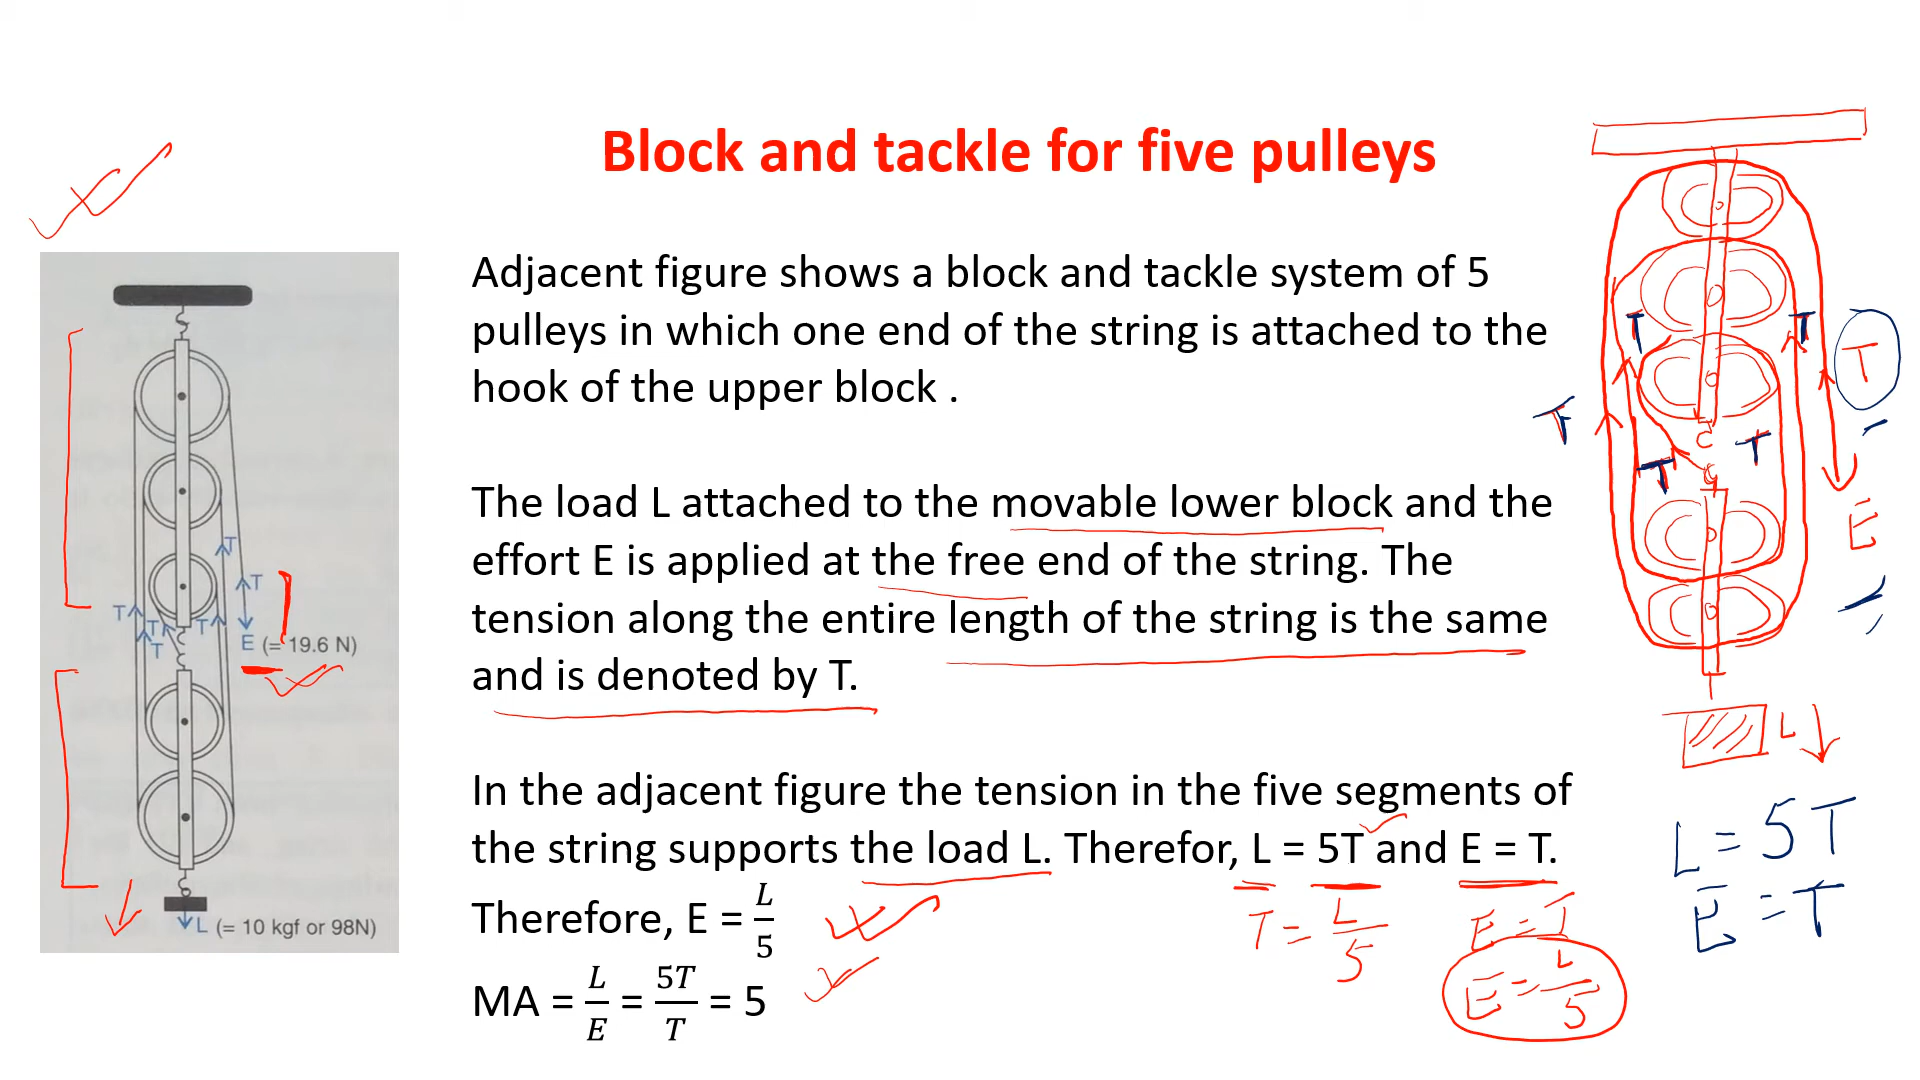 Block and tackle for five pulleys
Adjacent figure shows a block and tackle system of 5
pulleys in which one end of the string is attached to the
hook of the upper block .
The load L attached to the movable lower block and the
effort E is applied at the free end of the string. The
tension along the entire length of the string is the same
and is denoted by T.
In the adjacent figure the tension in the five segments of
the string supports the load L. Therefor, L = 5T and E = T.
Therefore, E = L/5
MA = L/E = 5T/T = 5
T
T
T
T
T
T
E (= 19.6 N)
L (= 10 kgf or 98N)
T
T
T
T
T
T
E
L
L = 5T
E = T
T = L/5
E = T
E = L/5